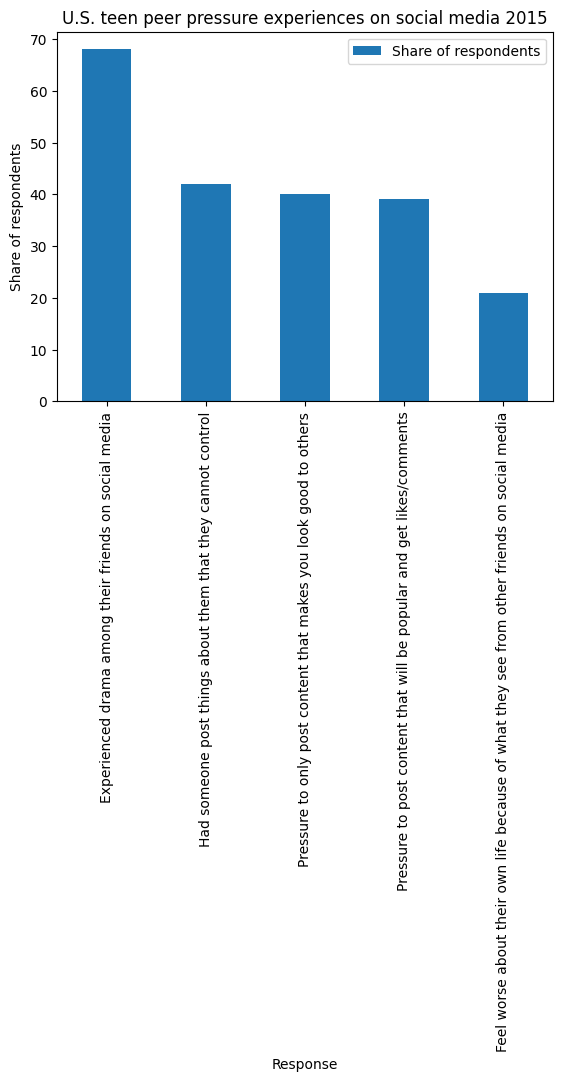 U.S. teen peer pressure experiences on social media 2015
Share of respondents
Share of respondents
70
60
50
40
30
20
10
0
Experienced drama among their friends on social media
Had someone post things about them that they cannot control
Pressure to only post content that makes you look good to others
Pressure to post content that will be popular and get likes/comments
Feel worse about their own life because of what they see from other friends on social media
Response